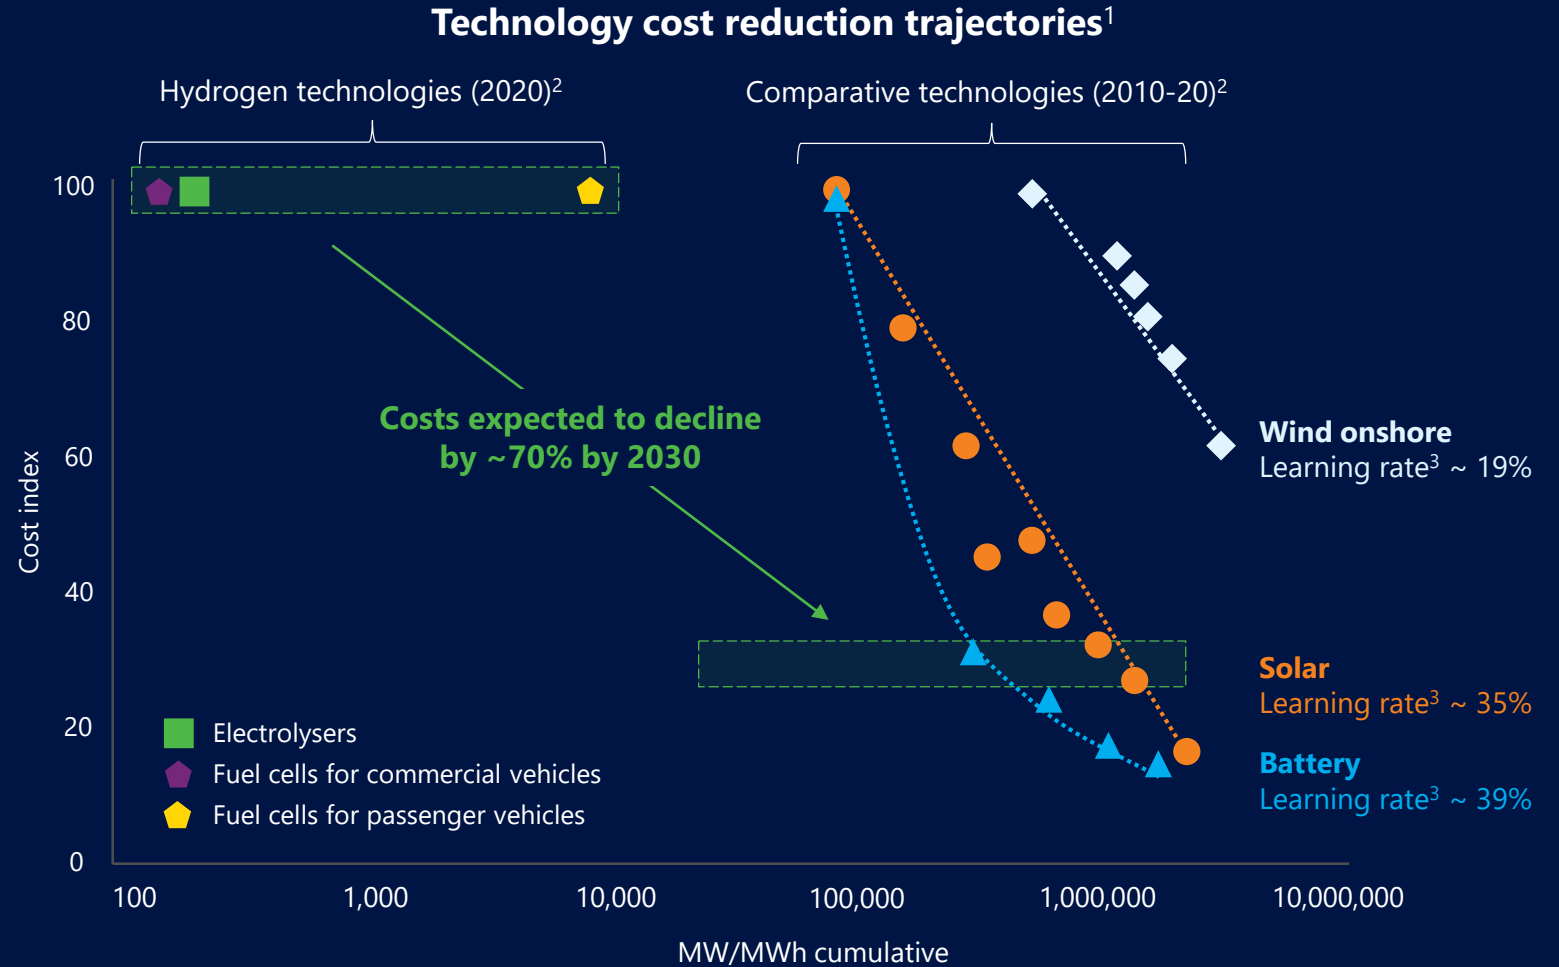 Technology cost reduction trajectories1
Hydrogen technologies (2020)2
Comparative technologies (2010-20)2
100
80
60
40
20
0
Cost index
Costs expected to decline
by ~70% by 2030
Wind onshore
Learning rate3 ~ 19%
Solar
Learning rate3 ~ 35%
Battery
Learning rate3 ~ 39%
Electrolysers
Fuel cells for commercial vehicles
Fuel cells for passenger vehicles
100
1,000
10,000
100,000
1,000,000
10,000,000
MW/MWh cumulative